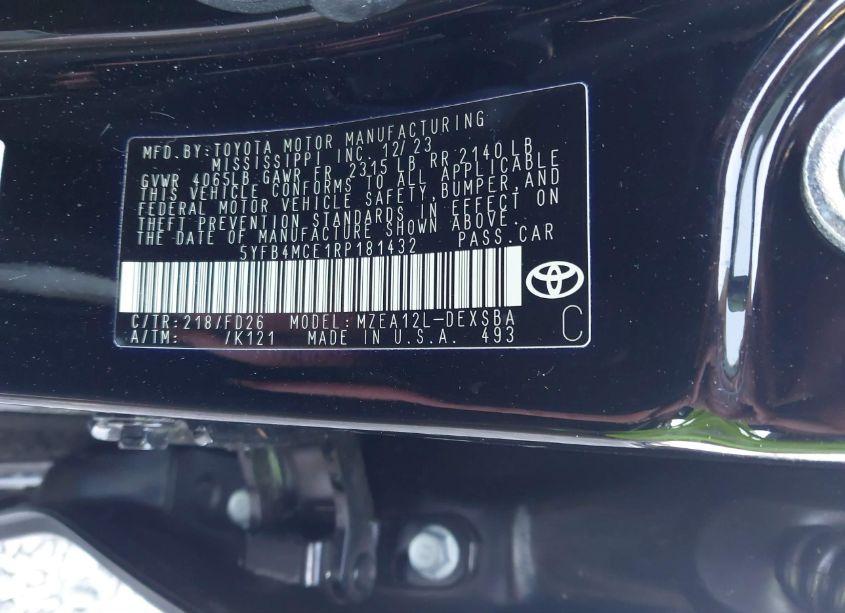 MFD.BY:TOYOTA MOTOR MANUFACTURING
MISSISSIPPI INC. 12/23
GVWR 4065LB GAWR FR. 2315LB RR 2140LB
THIS VEHICLE CONFORMS TO ALL APPLICABLE
FEDERAL MOTOR VEHICLE SAFETY, BUMPER,AND
THEFT PREVENTION STANDARDS IN EFFECT ON
THE DATE OF MANUFACTURE SHOWN ABOVE.
5YFB4MCE1RP181432 PASS.CAR
C/TR:218/FD26 MODEL:MZEA12L-DEXSBA
A/TM: /K121 MADE IN U.S.A. 493
C